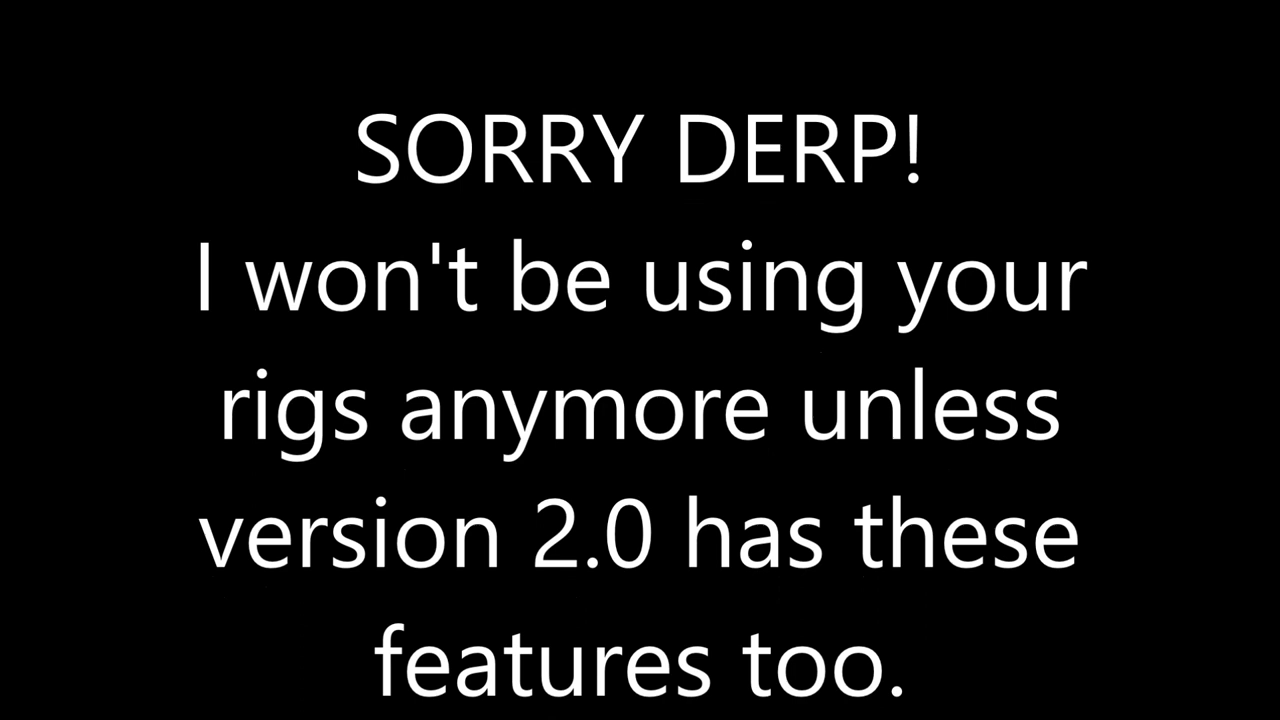 SORRY DERP!
I won't be using your
rigs anymore unless
version 2.0 has these
features too.